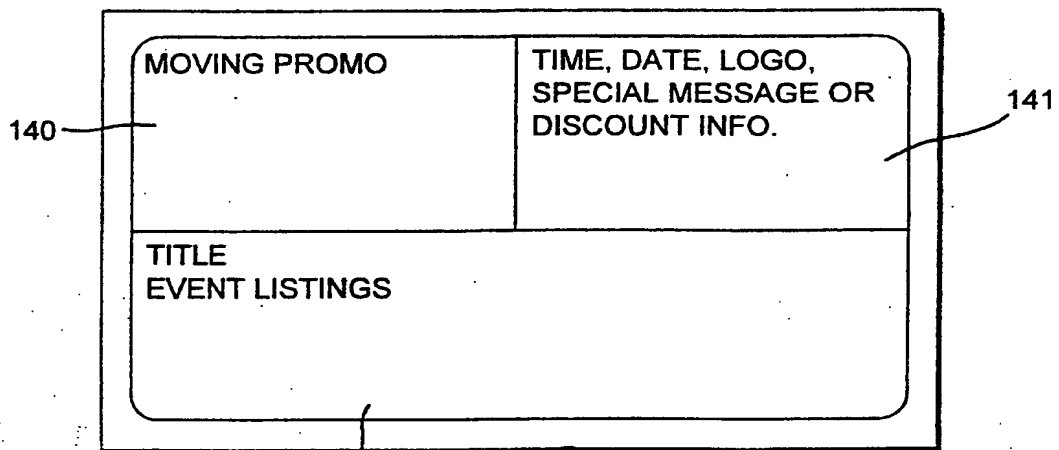 MOVING PROMO
TIME, DATE, LOGO,
SPECIAL MESSAGE OR
DISCOUNT INFO.
140
141
TITLE
EVENT LISTINGS